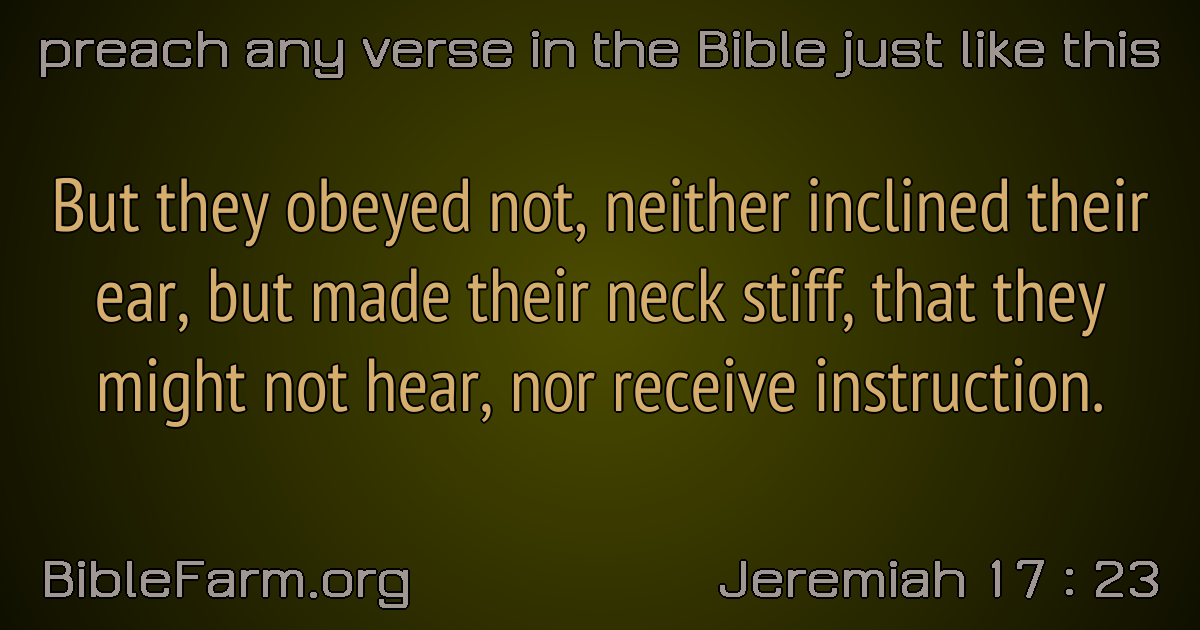 preach any verse in the Bible just like this
But they obeyed not, neither inclined their
ear, but made their neck stiff, that they
might not hear, nor receive instruction.
BibleFarm.org
Jeremiah 17 : 23